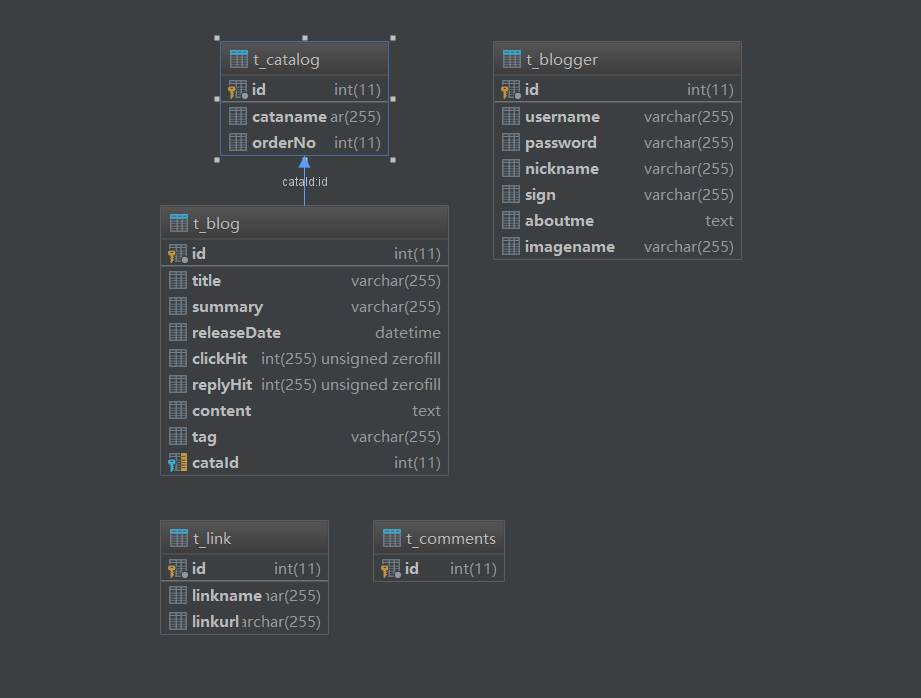 t_catalog
id int(11)
cataname ar(255)
orderNo int(11)
cataId:id
t_blogger
id int(11)
username varchar(255)
password varchar(255)
nickname varchar(255)
sign varchar(255)
aboutme text
imagename varchar(255)
t_blog
id int(11)
title varchar(255)
summary varchar(255)
releaseDate datetime
clickHit int(255) unsigned zerofill
replyHit int(255) unsigned zerofill
content text
tag varchar(255)
cataId int(11)
t_link
id int(11)
linkname ar(255)
linkurl archar(255)
t_comments
id int(11)